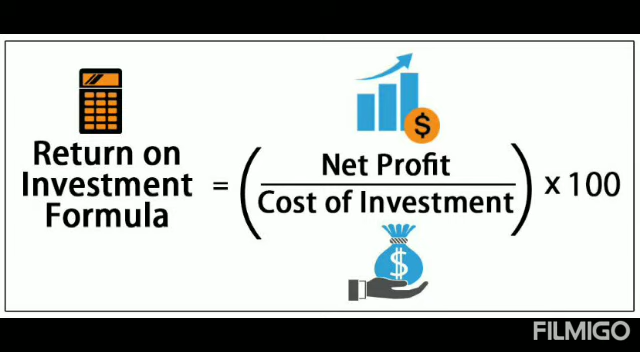 Return on
Investment
Formula
=
(
Net Profit
Cost of Investment
)
x 100
$
$
FILMIGO